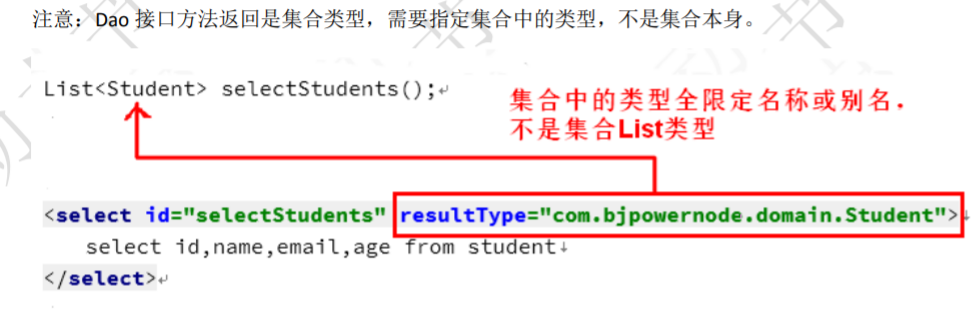 注意：Dao 接口方法返回是集合类型，需要指定集合中的类型，不是集合本身。
List<Student> selectStudents();
集合中的类型全限定名称或别名.
不是集合List类型
<select id="selectStudents" resultType="com.bjpowernode.domain.Student">
select id,name,email,age from student
</select>